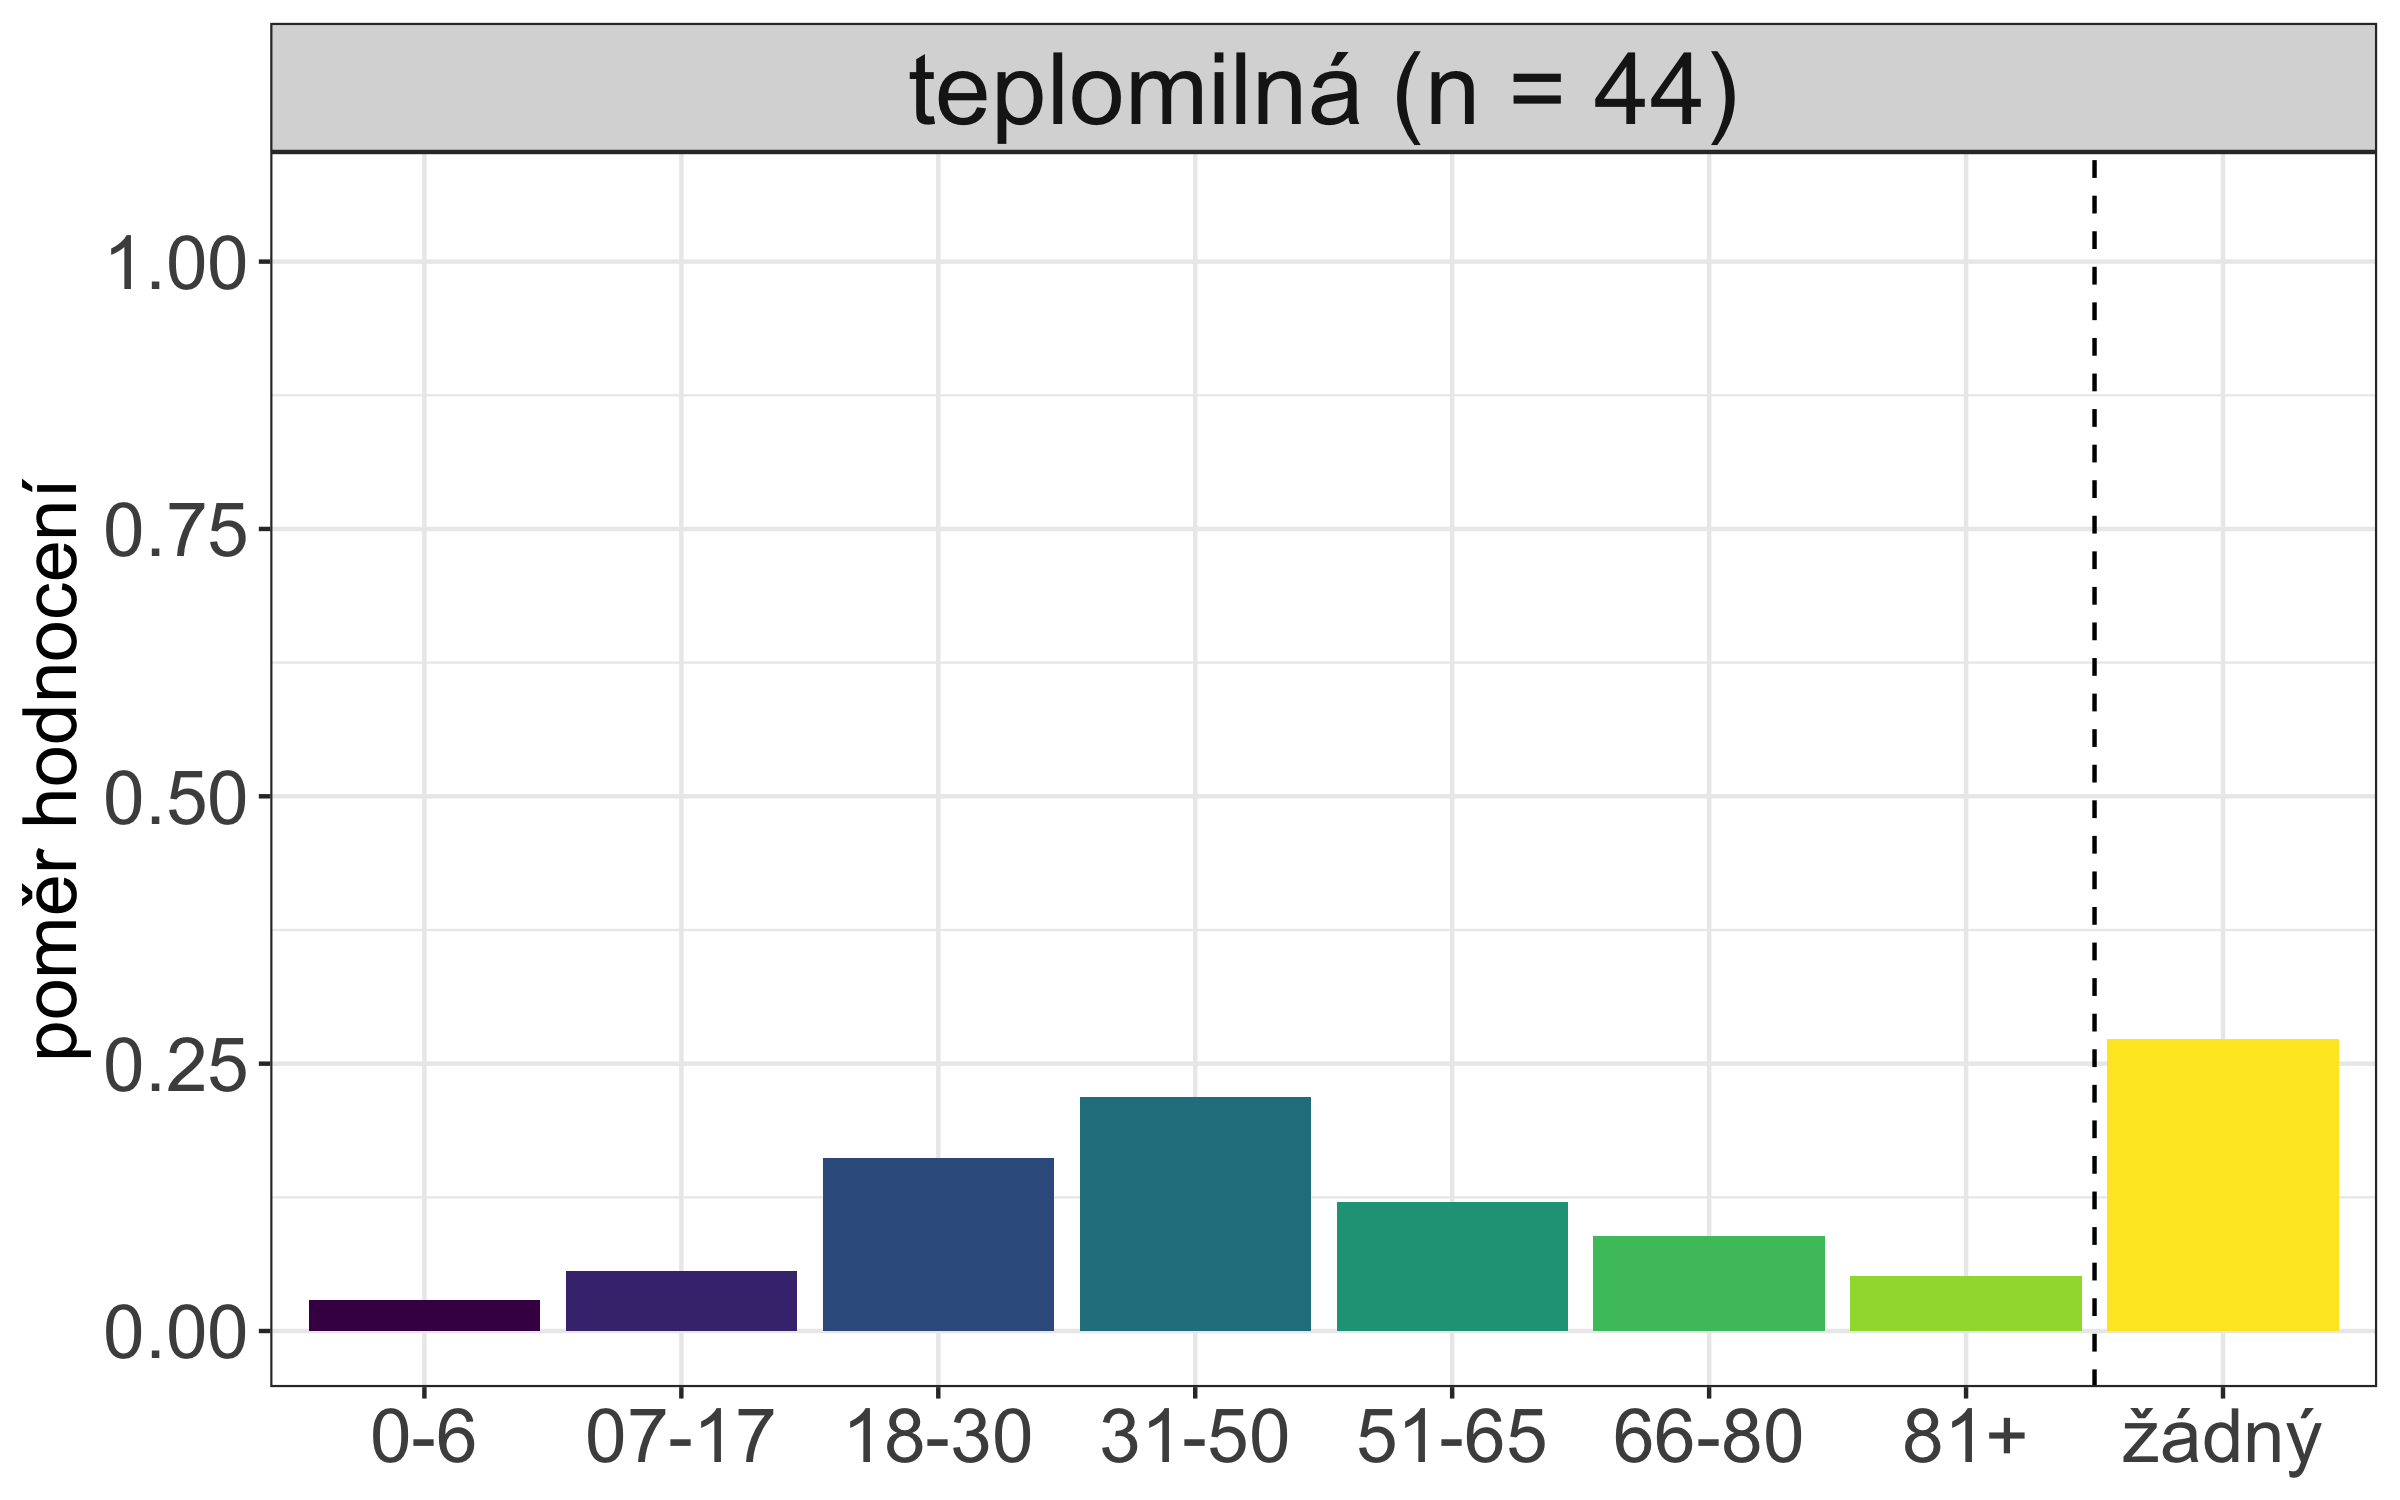 teplomilná (n = 44)
poměr hodnocení
1.00
0.75
0.50
0.25
0.00
0-6 07-17 18-30 31-50 51-65 66-80 81+ žádný